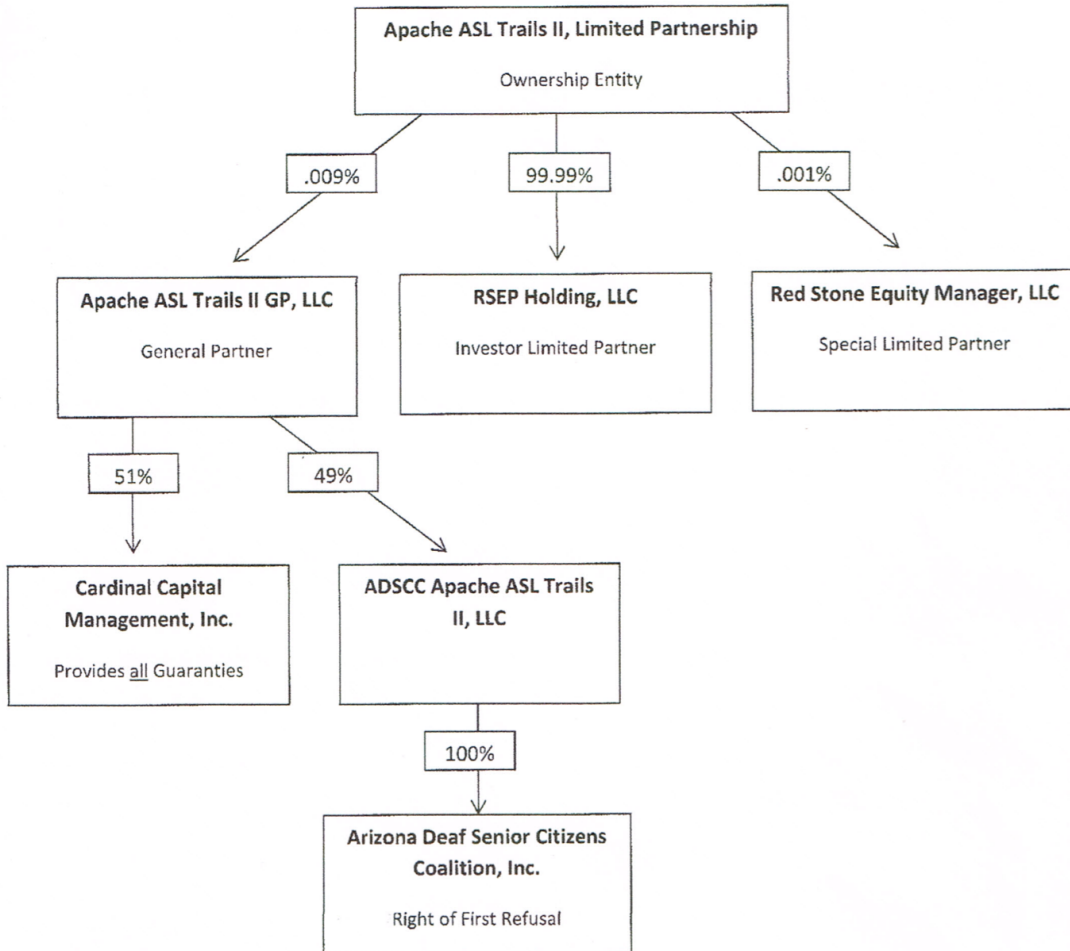 Apache ASL Trails II, Limited Partnership
Ownership Entity
.009%
99.99%
.001%
Apache ASL Trails II GP, LLC
General Partner
RSEP Holding, LLC
Investor Limited Partner
Red Stone Equity Manager, LLC
Special Limited Partner
51%
49%
Cardinal Capital
Management, Inc.
Provides all Guaranties
ADSCC Apache ASL Trails
II, LLC
100%
Arizona Deaf Senior Citizens
Coalition, Inc.
Right of First Refusal